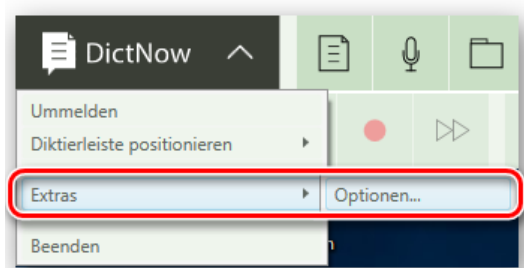 DictNow
Ummelden
Diktierleiste positionieren
Extras
Optionen...
Beenden